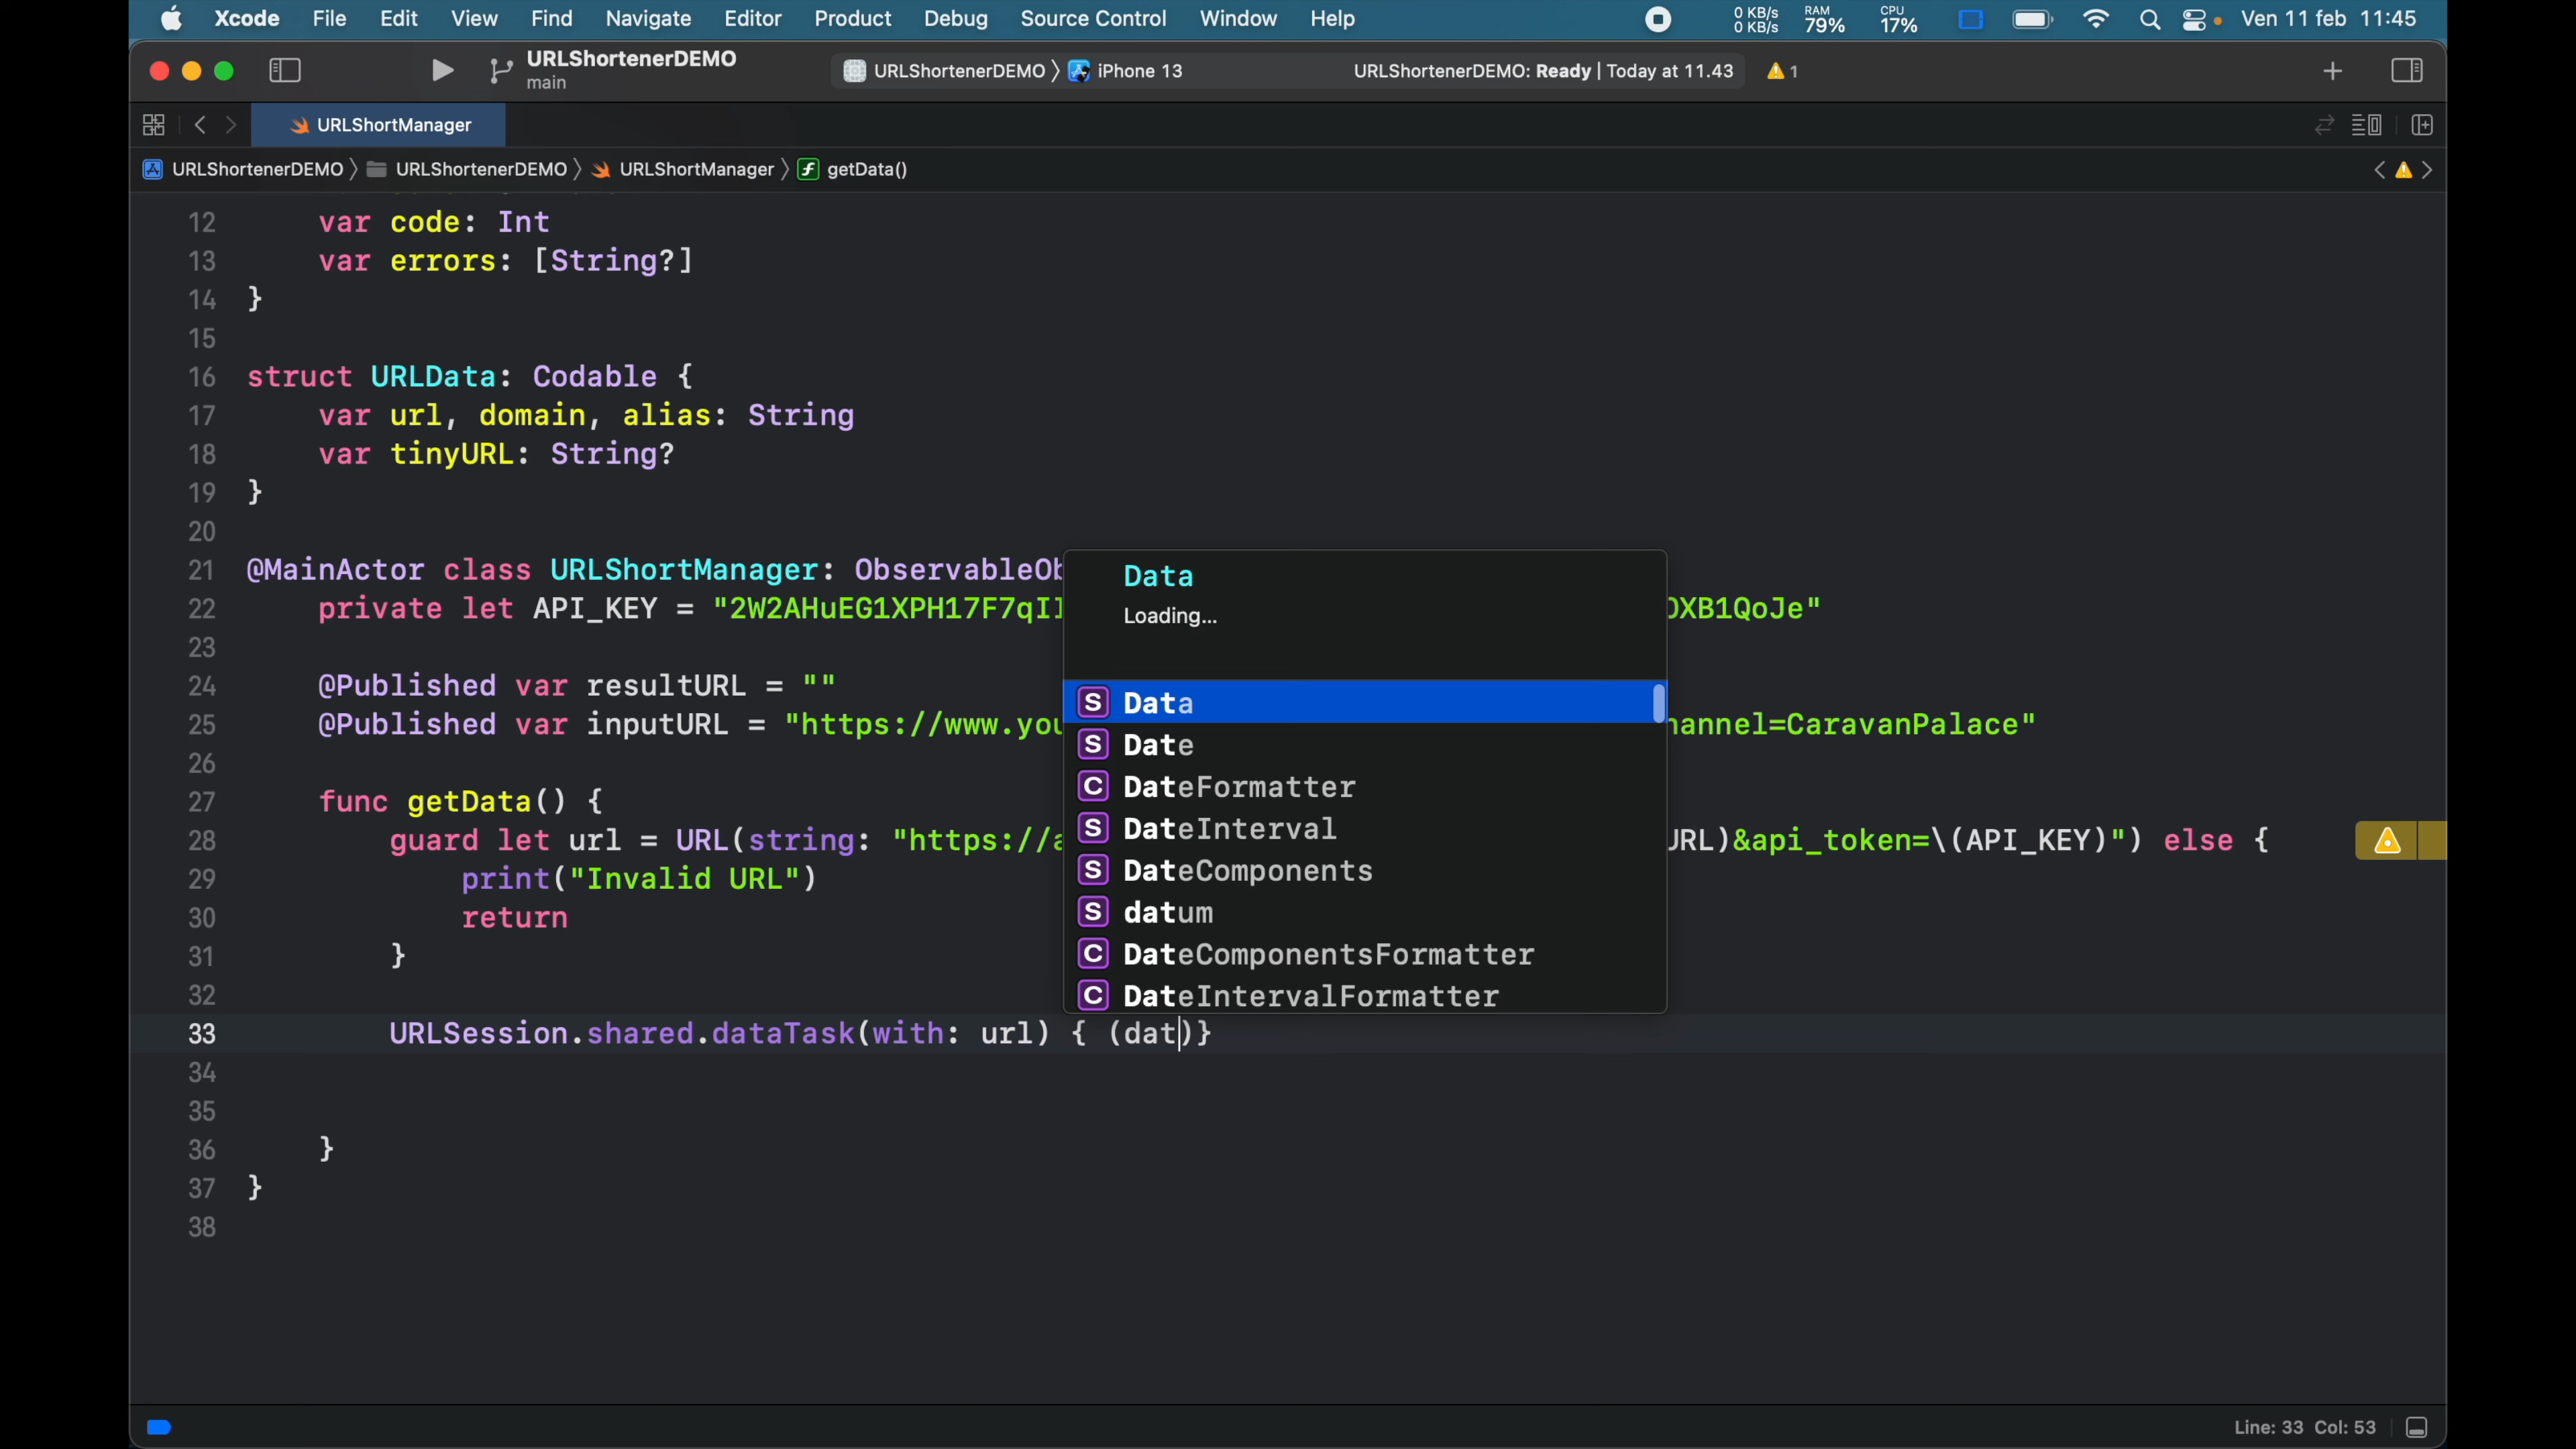 Xcode File Edit View Find Navigate Editor Product Debug Source Control Window Help 0 KB/s 0 KB/s RAM 79% CPU 17% Ven 11 feb 11:45
URLShortenerDEMO
main
URLShortenerDEMO iPhone 13 URLShortenerDEMO: Ready | Today at 11.43 1
URLShortManager
URLShortenerDEMO URLShortenerDEMO URLShortManager getData()
12 var code: Int
13 var errors: [String?]
14 }
15
16 struct URLData: Codable {
17 var url, domain, alias: String
18 var tinyURL: String?
19 }
20
21 @MainActor class URLShortManager: ObservableOb
22 private let API_KEY = "2W2AHuEG1XPH17F7qI XB1QoJe"
23
24 @Published var resultURL = ""
25 @Published var inputURL = "https://www.you annel=CaravanPalace"
26
27 func getData() {
28 guard let url = URL(string: "https://a URL)&api_token=\(API_KEY)") else {
29 print("Invalid URL")
30 return
31 }
32
33 URLSession.shared.dataTask(with: url) { (dat)}
34
35
36 }
37 }
38
Data
Loading...
S Data
S Date
C DateFormatter
S DateInterval
S DateComponents
S datum
C DateComponentsFormatter
C DateIntervalFormatter
Line: 33 Col: 53